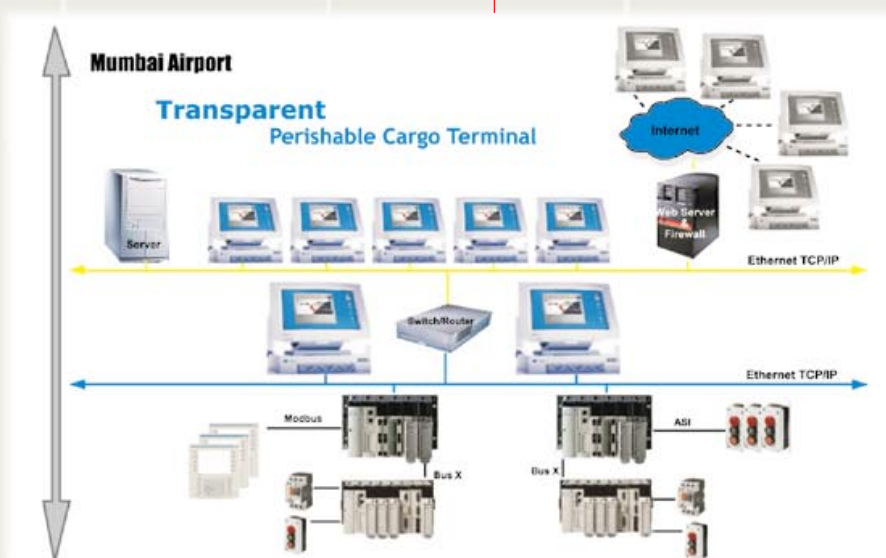 Mumbai Airport
Transparent
Perishable Cargo Terminal
Internet
Server
Web Server
Firewall
Ethernet TCP/IP
Switch/Router
Ethernet TCP/IP
Modbus
ASI
Bus X
Bus X